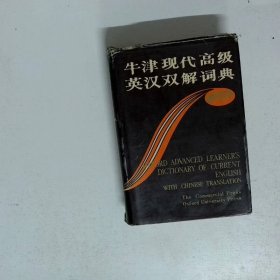 牛津现代高级
英汉双解词典
RD ADVANCED LEARNER'S
DICTIONARY OF CURRENT
ENGLISH
WITH CHINESE TRANSLATION
The Commercial Press
Oxford University Press